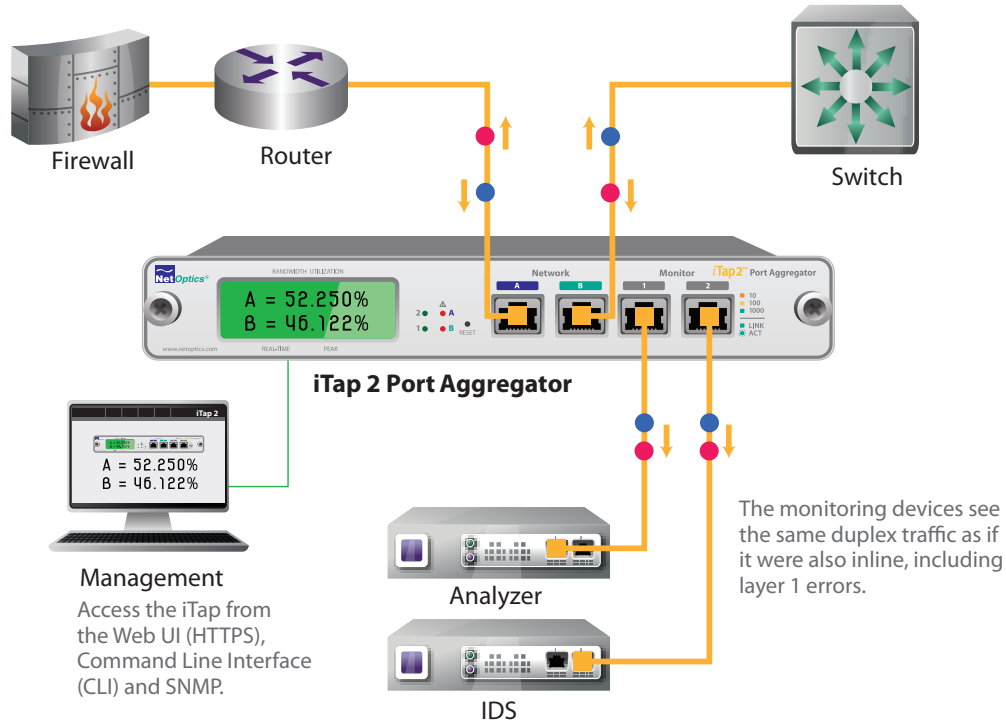 Firewall
Router
Switch
Net Optics®
BANDWIDTH UTILIZATION
A = 52.250%
B = 46.122%
www.netoptics.com
REAL-TIME PEAK
2 A
1 B
RESET
Network
A B
Monitor
1 2
iTap2™ Port Aggregator
10
100
1000
LINK
ACT
iTap 2 Port Aggregator
iTap 2
A = 52.250%
B = 46.122%
Management
Access the iTap from
the Web UI (HTTPS),
Command Line Interface
(CLI) and SNMP.
Analyzer
IDS
The monitoring devices see
the same duplex traffic as if
it were also inline, including
layer 1 errors.